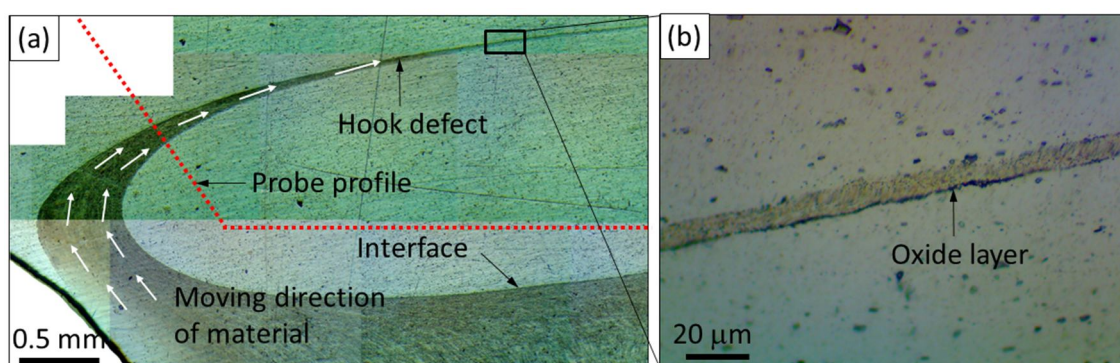 (a)
Hook defect
Probe profile
Interface
Moving direction
of material
0.5 mm
(b)
Oxide layer
20 μm